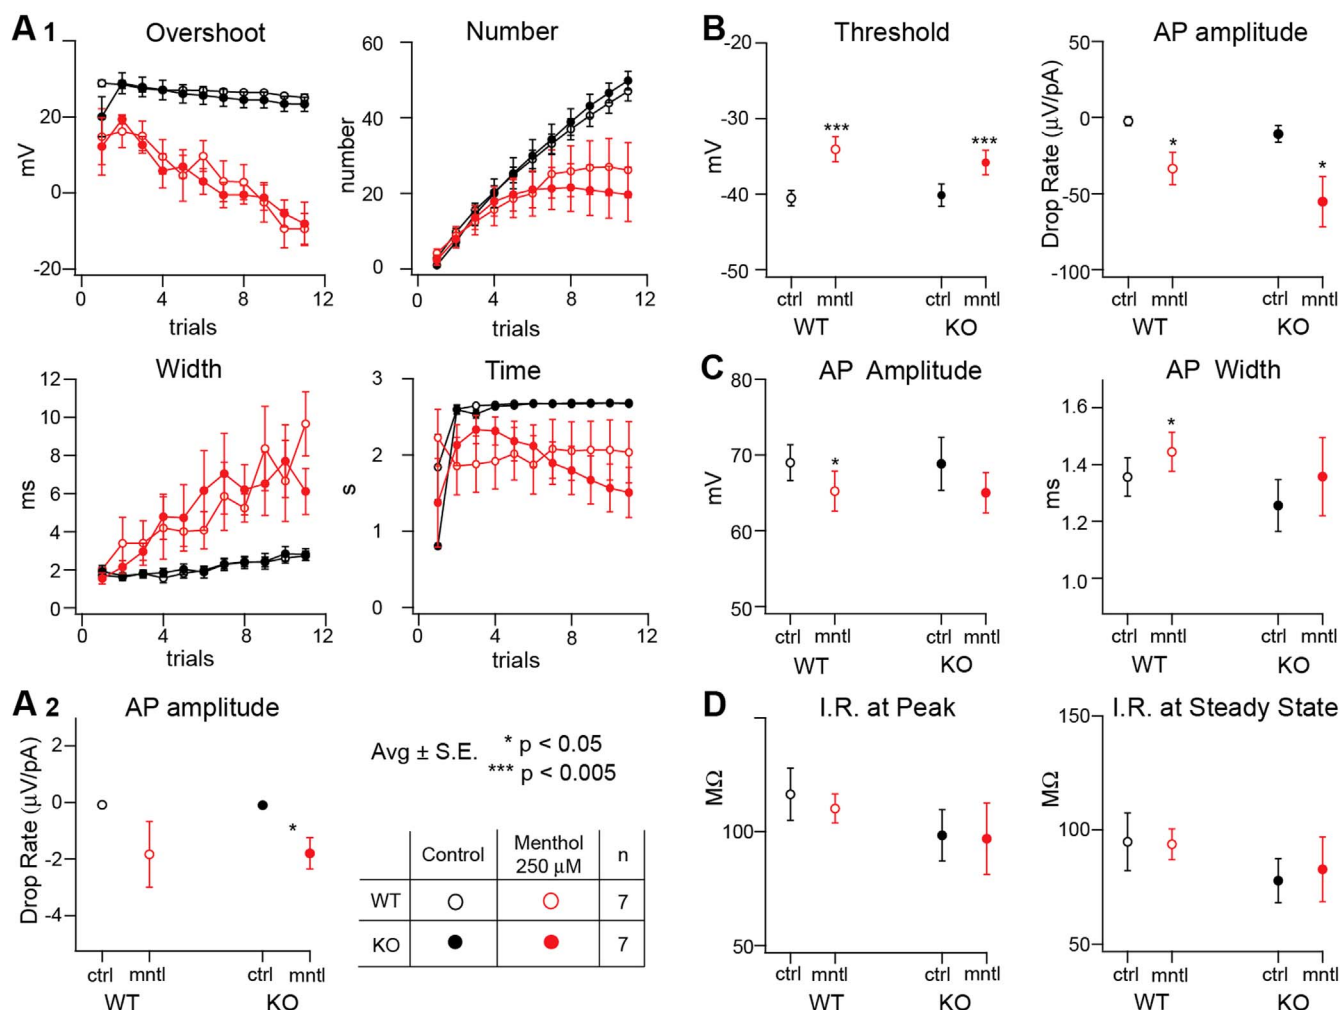 A 1
Overshoot
mV
20
0
-20
0
4
8
12
trials
Number
number
60
40
20
0
0
4
8
12
trials
Width
ms
12
10
8
6
4
2
0
0
4
8
12
trials
Time
s
3
2
1
0
0
4
8
12
trials
A 2
AP amplitude
Drop Rate (μV/pA)
2
0
-2
-4
*
ctrl mntl ctrl mntl
WT KO
Avg ± S.E.
* p < 0.05
*** p < 0.005
Control Menthol 250 μM n
WT 7
KO 7
B
Threshold
mV
-20
-30
-40
-50
***
***
ctrl mntl ctrl mntl
WT KO
AP amplitude
Drop Rate (μV/pA)
50
0
-50
-100
*
*
ctrl mntl ctrl mntl
WT KO
C
AP Amplitude
mV
80
70
60
50
*
ctrl mntl ctrl mntl
WT KO
AP Width
ms
1.6
1.4
1.2
1.0
*
ctrl mntl ctrl mntl
WT KO
D
I.R. at Peak
MΩ
100
50
ctrl mntl ctrl mntl
WT KO
I.R. at Steady State
MΩ
150
100
50
ctrl mntl ctrl mntl
WT KO